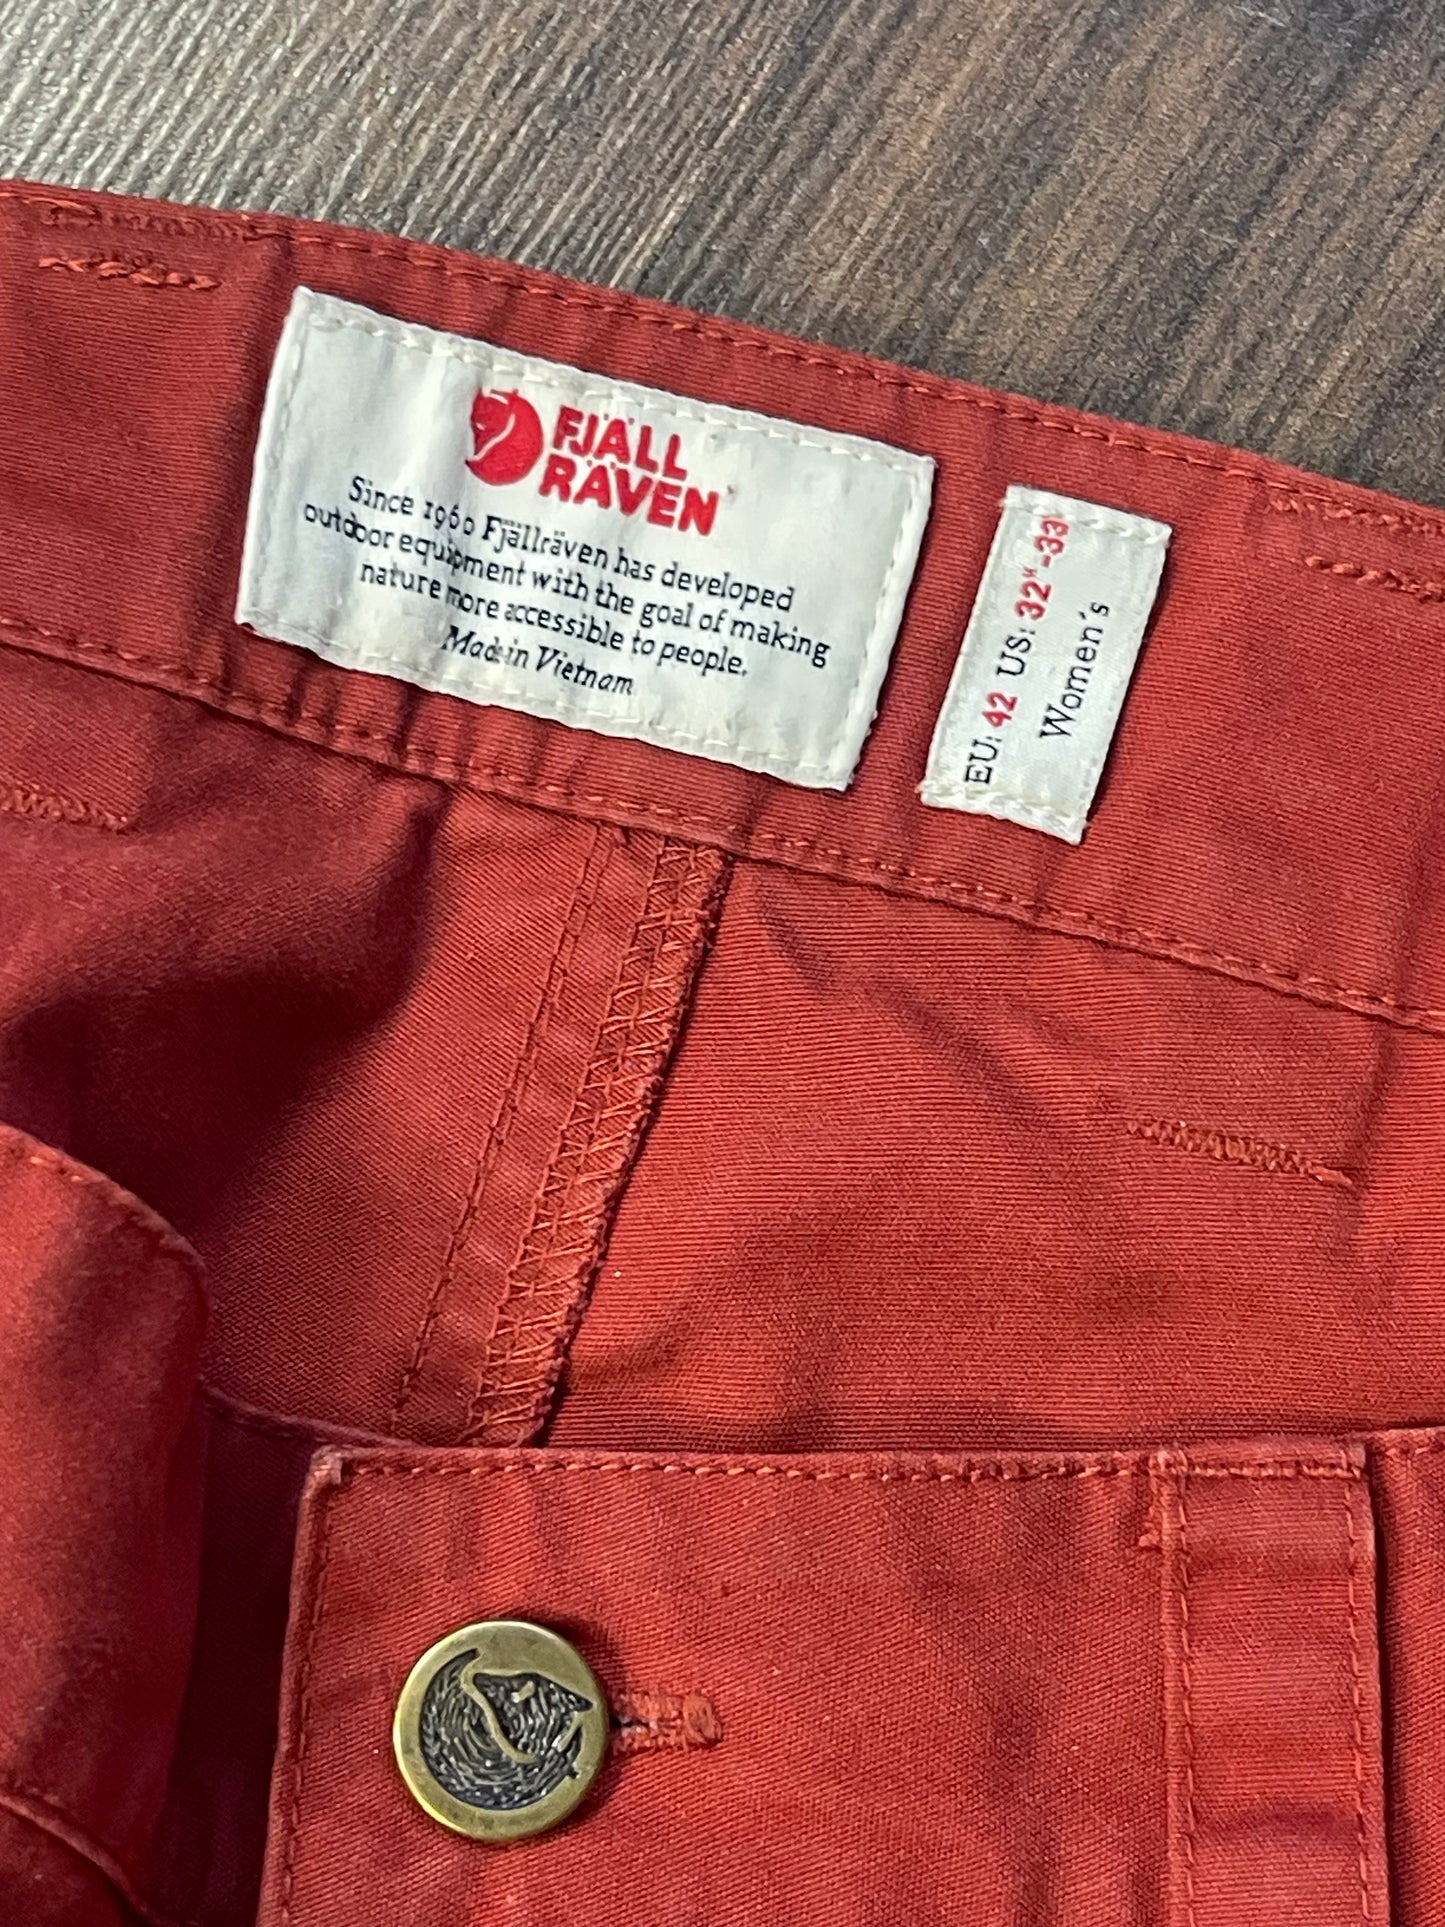 FJÄLL
RÄVEN
Since 1960 Fjällräven has developed
outdoor equipment with the goal of making
nature more accessible to people.
Made in Vietnam
EU: 42 US: 32"-33
Women's